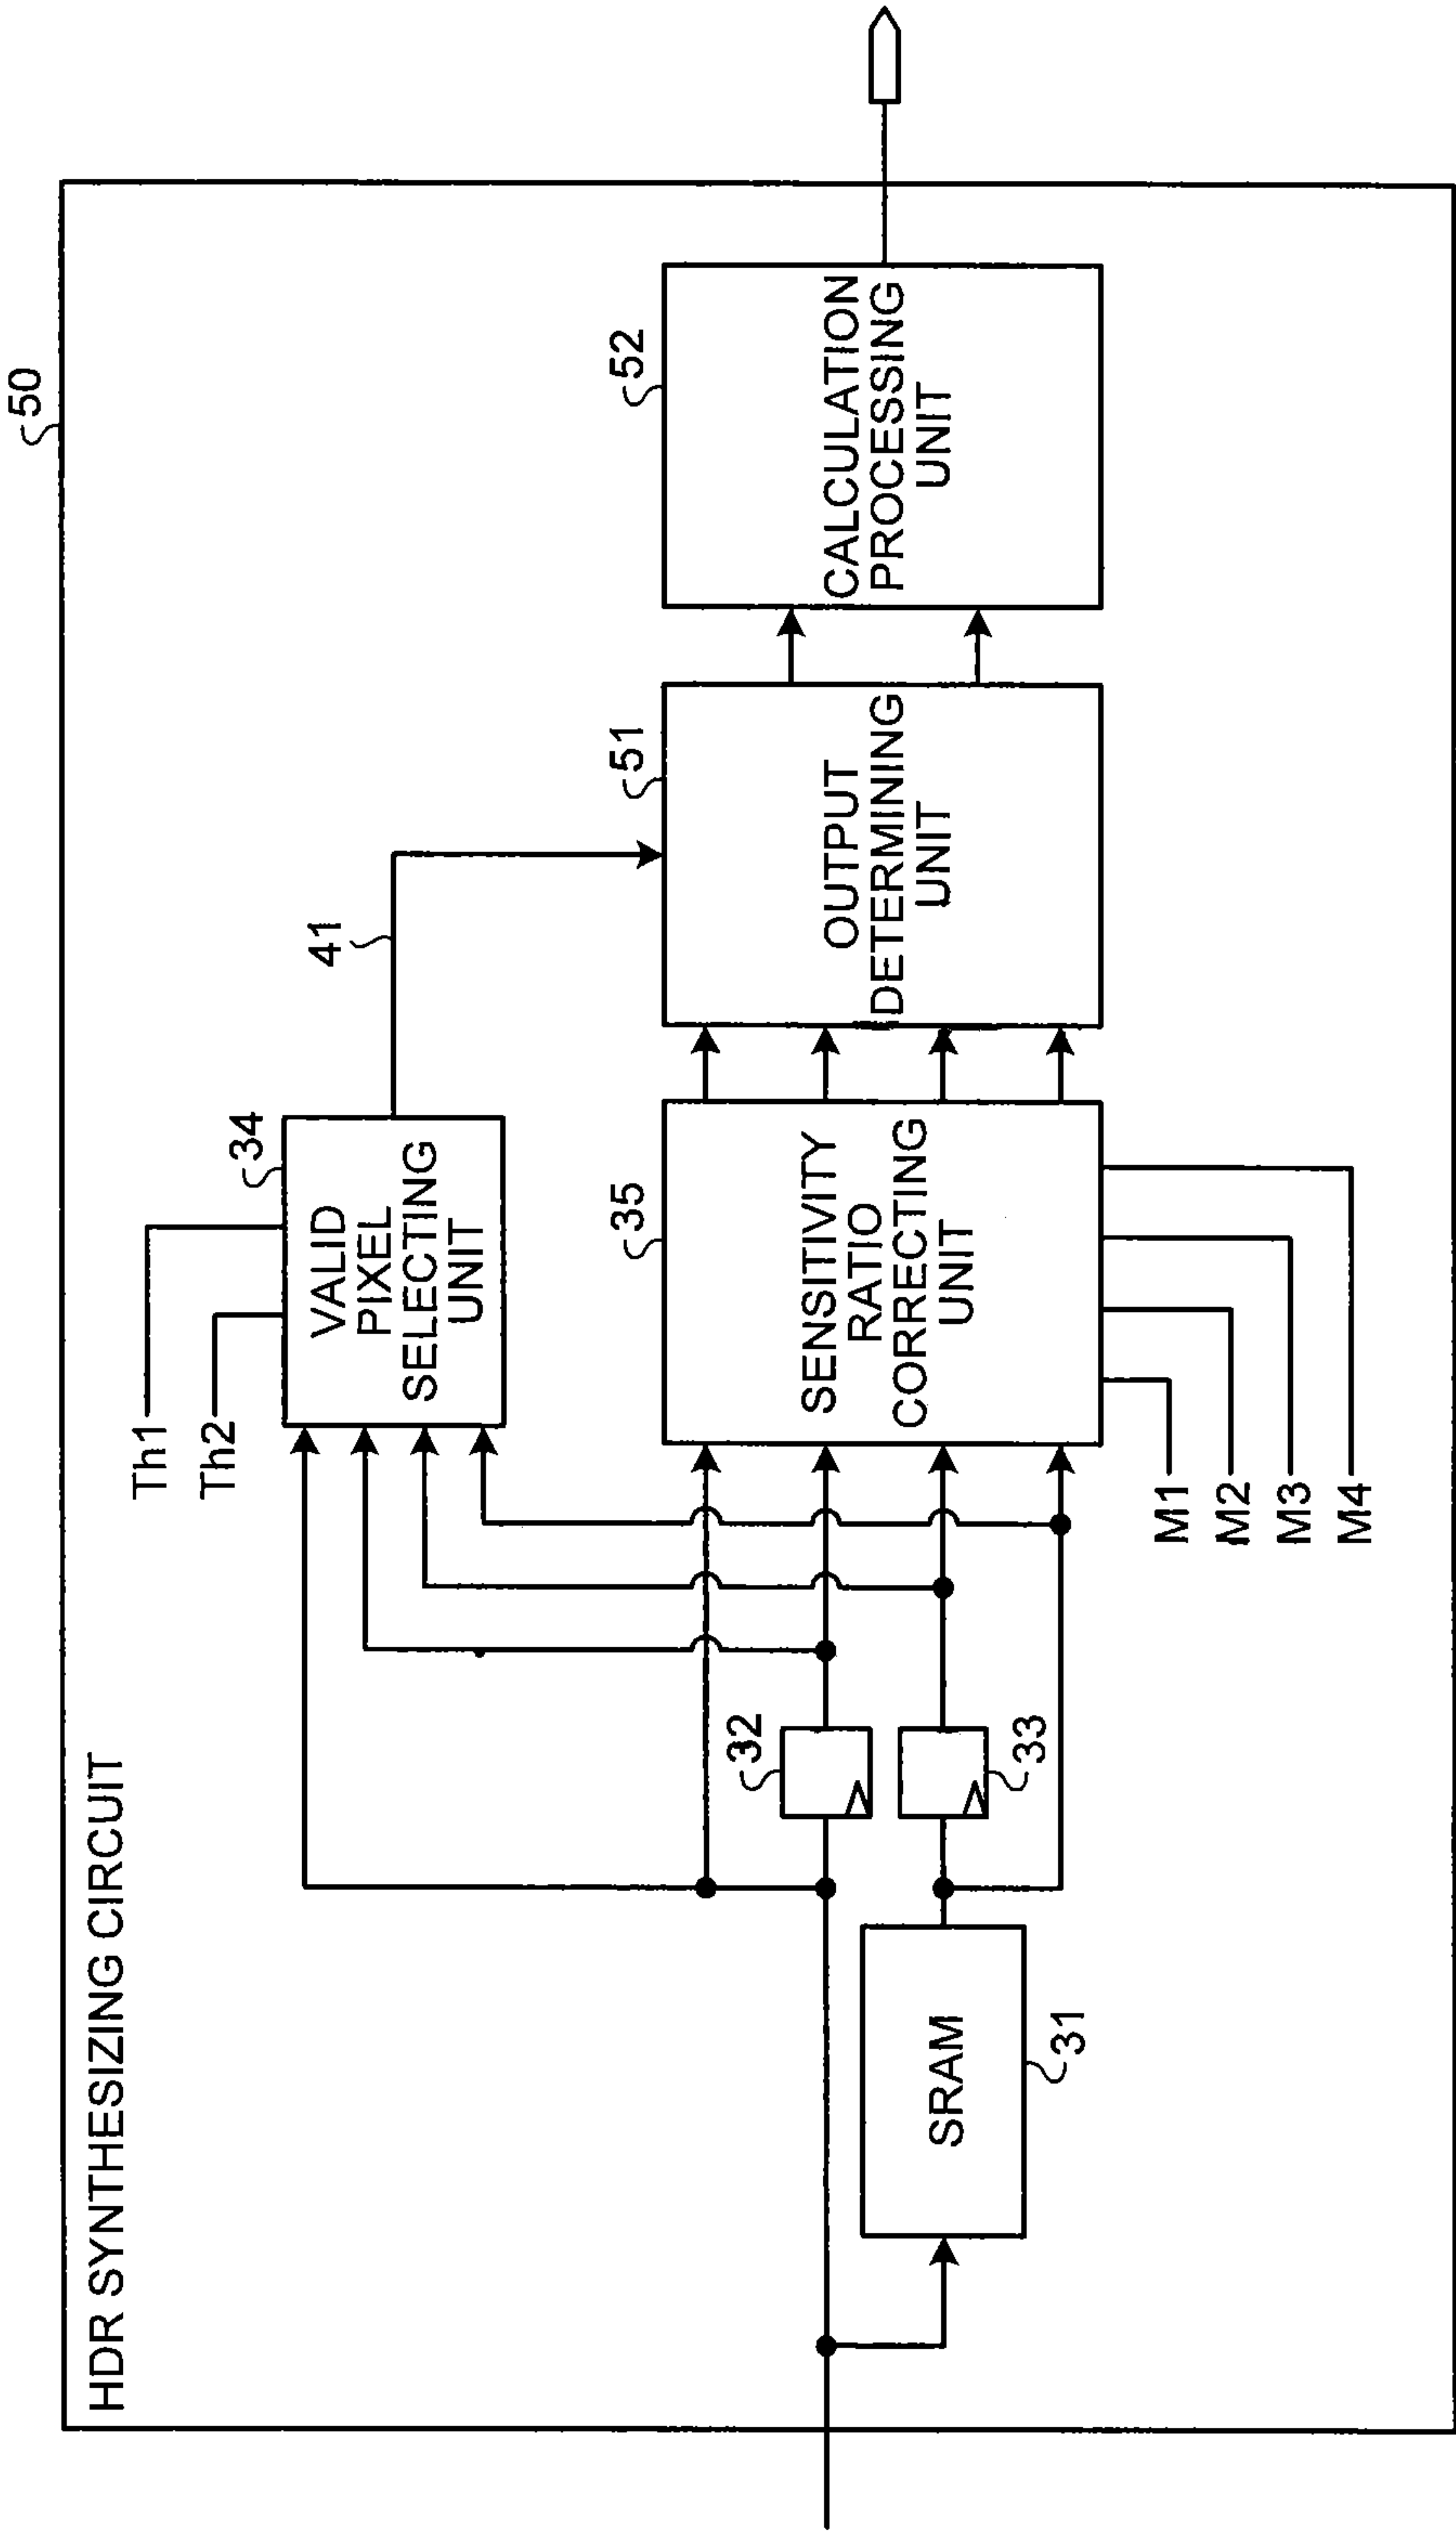 50
HDR SYNTHESIZING CIRCUIT
Th1
Th2
34
VALID
PIXEL
SELECTING
UNIT
41
32
33
SRAM
31
35
SENSITIVITY
RATIO
CORRECTING
UNIT
M1
M2
M3
M4
51
OUTPUT
DETERMINING
UNIT
52
CALCULATION
PROCESSING
UNIT